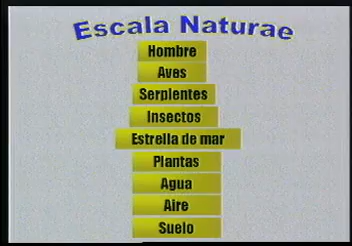 Escala Naturae
Hombre
Aves
Serpientes
Insectos
Estrella de mar
Plantas
Agua
Aire
Suelo